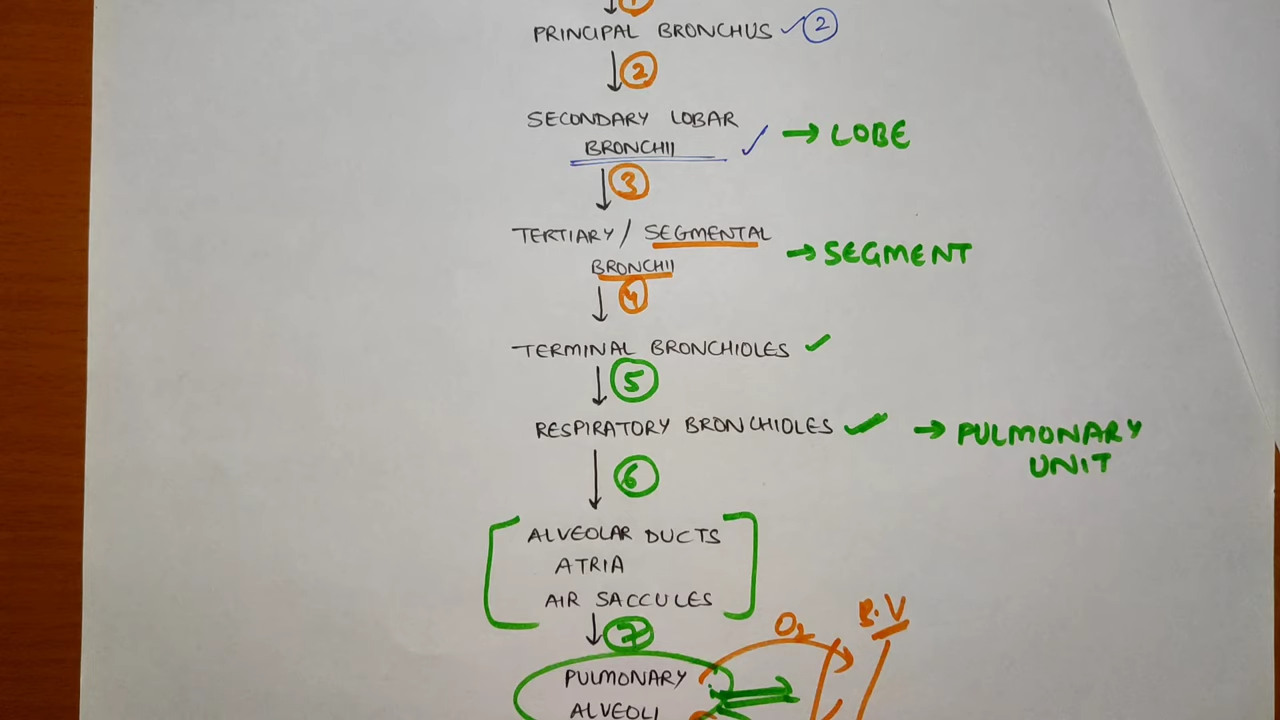 1
PRINCIPAL BRONCHUS 2
2
SECONDARY LOBAR
BRONCHII → LOBE
3
TERTIARY / SEGMENTAL
BRONCHII → SEGMENT
4
TERMINAL BRONCHIOLES
5
RESPIRATORY BRONCHIOLES → PULMONARY
UNIT
6
ALVEOLAR DUCTS
ATRIA
AIR SACCULES
7
O2 B.V
PULMONARY
ALVEOLI